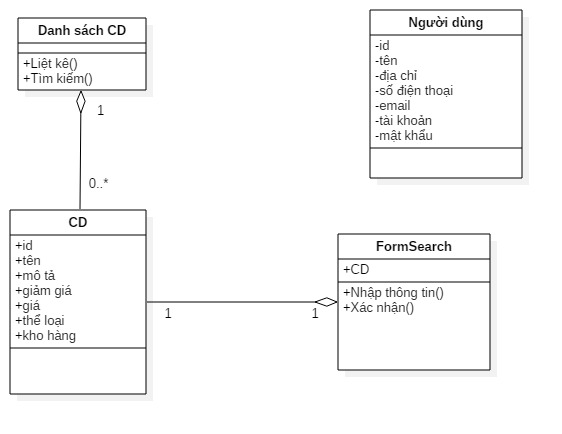 Danh sách CD
+Liệt kê()
+Tìm kiếm()
1
0..*
Người dùng
-id
-tên
-địa chỉ
-số điện thoại
-email
-tài khoản
-mật khẩu
CD
+id
+tên
+mô tả
+giảm giá
+giá
+thể loại
+kho hàng
1
1
FormSearch
+CD
+Nhập thông tin()
+Xác nhận()